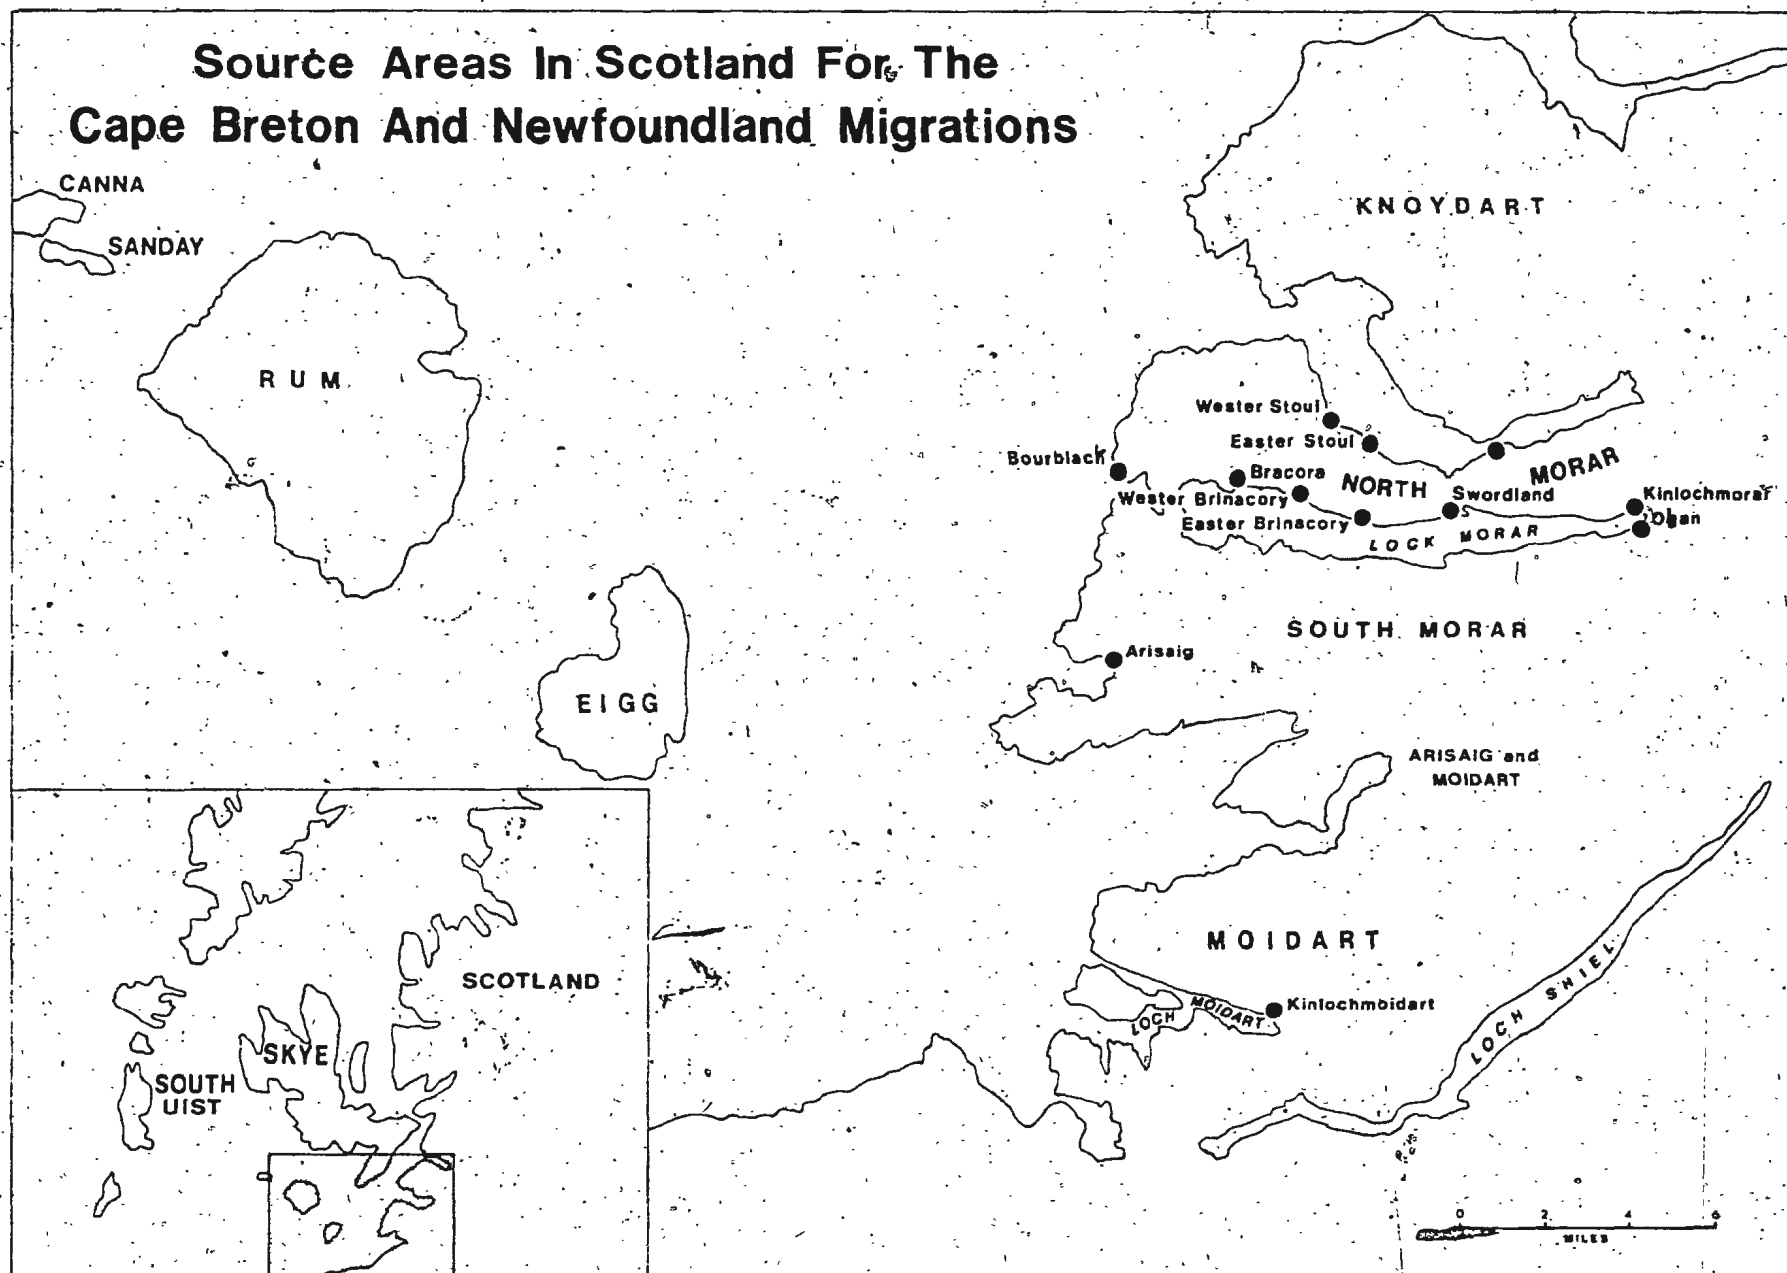 Source Areas In Scotland For The
Cape Breton And Newfoundland Migrations
CANNA
SANDAY
KNOYDART
RUM
Wester Stoul
Easter Stoul
Bourblach
Bracora
NORTH MORAR
Wester Brinacory
Swordland
Kinlochmorar
Easter Brinacory
LOCK MORAR
SOUTH MORAR
Arisaig
EIGG
ARISAIG and
MOIDART
MOIDART
SCOTLAND
Kinlochmoidart
LOCH MOIDART
LOCH SHIEL
SKYE
SOUTH
UIST
0 2 4 6
MILES